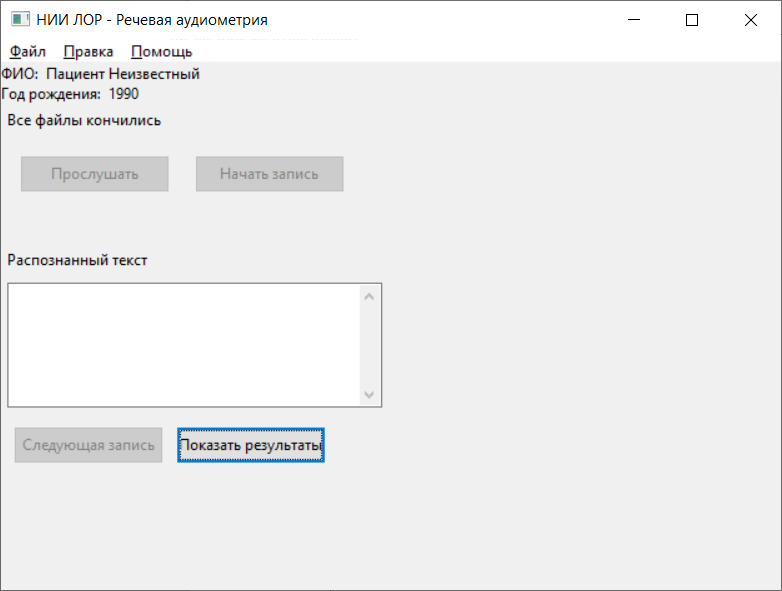 НИИ ЛОР - Речевая аудиометрия
Файл Правка Помощь
ФИО: Пациент Неизвестный
Год рождения: 1990
Все файлы кончились
Прослушать Начать запись
Распознанный текст
Следующая запись Показать результаты